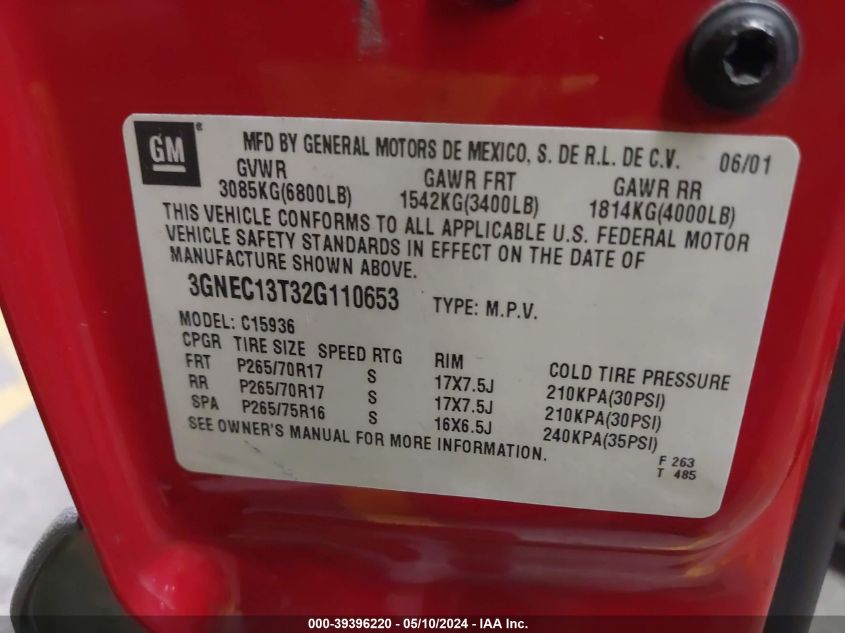 GM® MFD BY GENERAL MOTORS DE MEXICO, S. DE R.L. DE C.V. 06/01
GVWR GAWR FRT GAWR RR
3085KG(6800LB) 1542KG(3400LB) 1814KG(4000LB)
THIS VEHICLE CONFORMS TO ALL APPLICABLE U.S. FEDERAL MOTOR
VEHICLE SAFETY STANDARDS IN EFFECT ON THE DATE OF
MANUFACTURE SHOWN ABOVE.
3GNEC13T32G110653 TYPE: M.P.V.
MODEL: C15936
CPGR TIRE SIZE SPEED RTG RIM COLD TIRE PRESSURE
FRT P265/70R17 S 17X7.5J 210KPA(30PSI)
RR P265/70R17 S 17X7.5J 210KPA(30PSI)
SPA P265/75R16 S 16X6.5J 240KPA(35PSI)
SEE OWNER'S MANUAL FOR MORE INFORMATION.
F 263
T 485
000-39396220 - 05/10/2024 - IAA Inc.